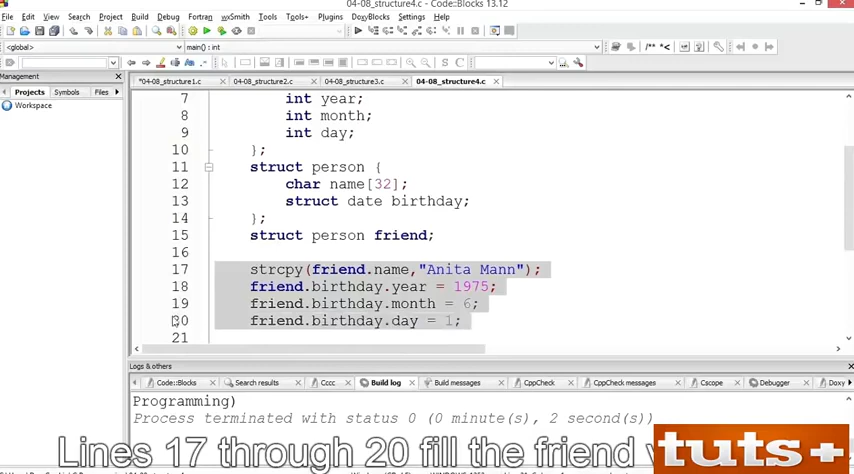 04-08_structure4.c - Code::Blocks 13.12
File Edit View Search Project Build Debug Fortran wxSmith Tools Tools+ Plugins DoxyBlocks Settings Help
<global> main() : int
/** *<
Management
Projects Symbols Files
Workspace
*04-08_structure1.c 04-08_structure2.c 04-08_structure3.c 04-08_structure4.c
7 int year;
8 int month;
9 int day;
10 };
11 struct person {
12 char name[32];
13 struct date birthday;
14 };
15 struct person friend;
16
17 strcpy(friend.name,"Anita Mann");
18 friend.birthday.year = 1975;
19 friend.birthday.month = 6;
20 friend.birthday.day = 1;
21
Logs & others
Code::Blocks Search results Cccc Build log Build messages CppCheck CppCheck messages Cscope Debugger Doxy
Programming)
Process terminated with status 0 (0 minute(s), 2 second(s))
Lines 17 through 20 fill the friend
tuts+